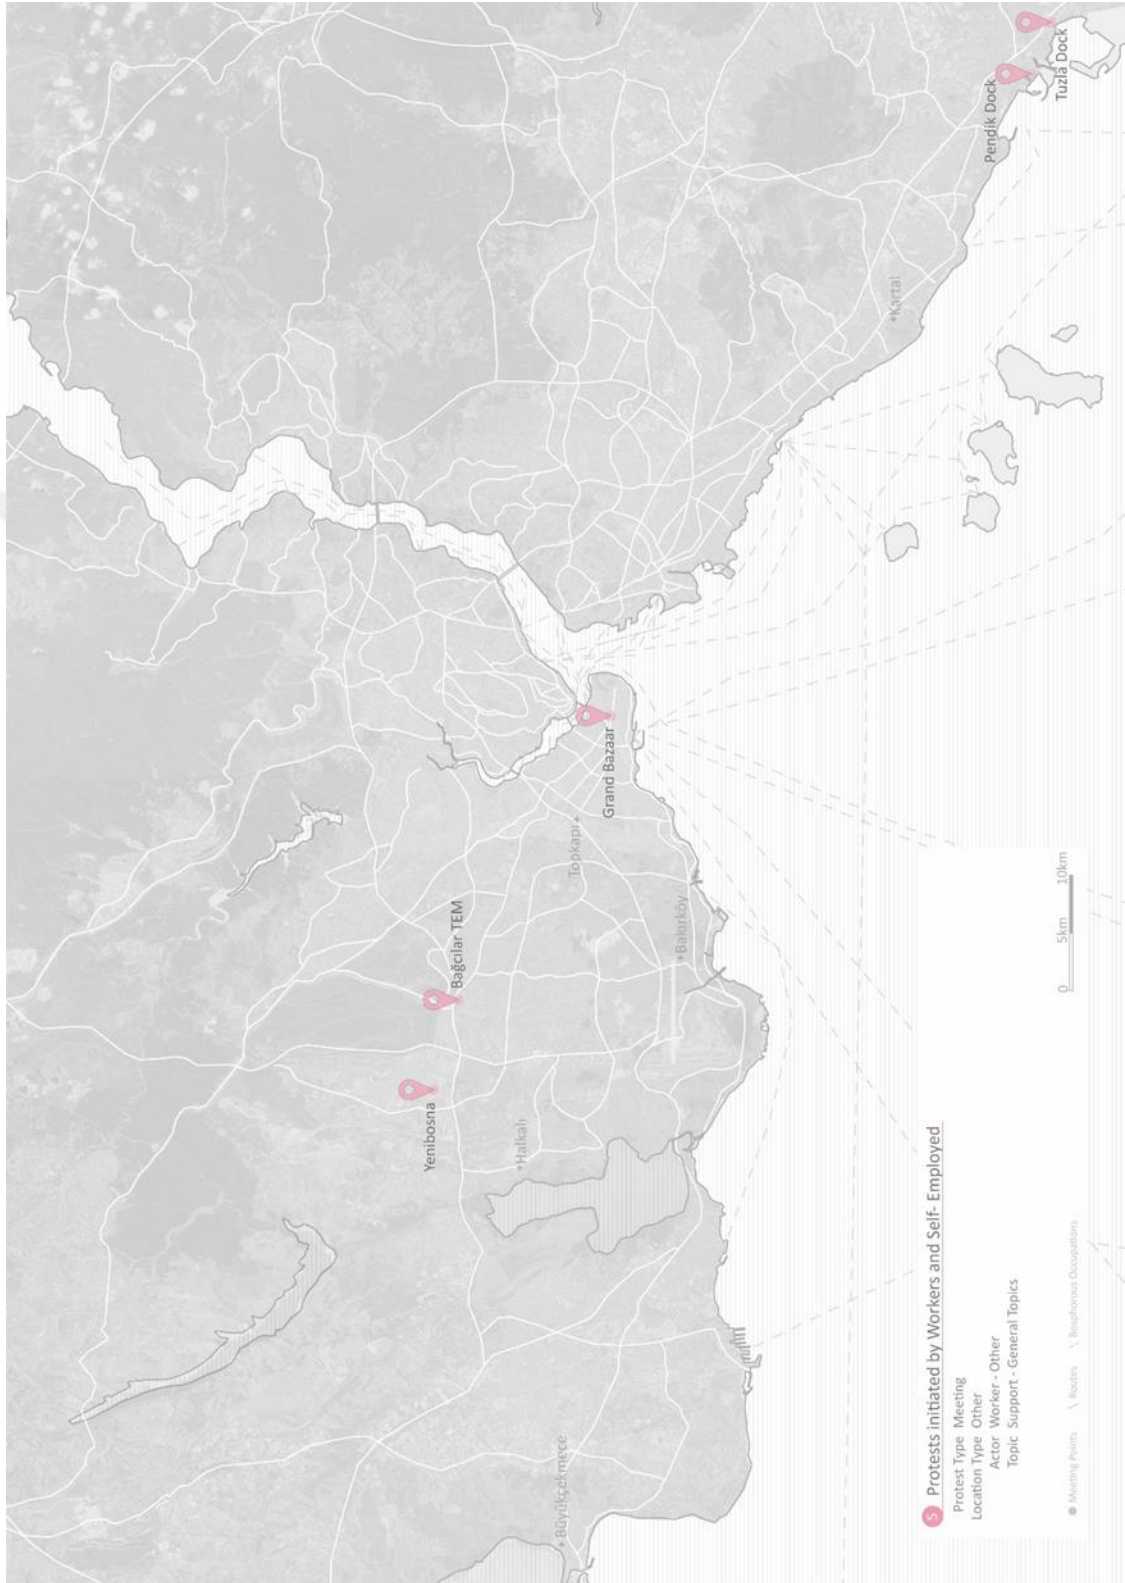 Tuzla Dock
Pendik Dock
+Kartal
Grand Bazaar
Topkapı+
Bağcılar TEM
+Bakırköy
Yenibosna
+Halkalı
+Büyükçekmece
5 Protests initiated by Workers and Self- Employed
Protest Type Meeting
Location Type Other
Actor Worker - Other
Topic Support - General Topics
Meeting Points \ Routes \ Bosphorous Occupations
0 5km 10km